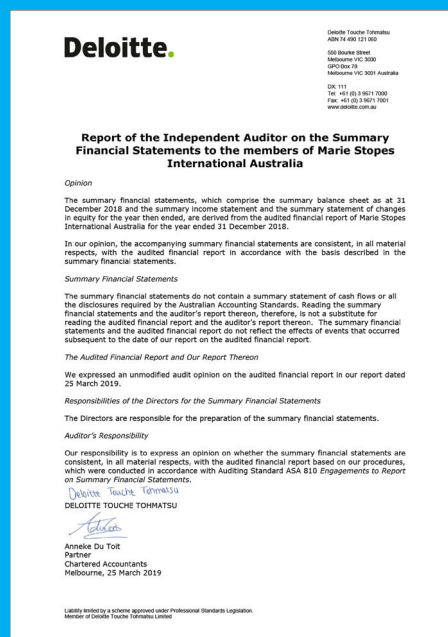 Deloitte.
Deloitte Touche Tohmatsu
ABN 74 490 121 060
550 Bourke Street
Melbourne VIC 3000
GPO Box 78
Melbourne VIC 3001 Australia
DX: 111
Tel: +61 (0) 3 9671 7000
Fax: +61 (0) 3 9671 7001
www.deloitte.com.au
Report of the Independent Auditor on the Summary
Financial Statements to the members of Marie Stopes
International Australia
Opinion
The summary financial statements, which comprise the summary balance sheet as at 31
December 2018 and the summary income statement and the summary statement of changes
in equity for the year then ended, are derived from the audited financial report of Marie Stopes
International Australia for the year ended 31 December 2018.
In our opinion, the accompanying summary financial statements are consistent, in all material
respects, with the audited financial report in accordance with the basis described in the
summary financial statements.
Summary Financial Statements
The summary financial statements do not contain a summary statement of cash flows or all
the disclosures required by the Australian Accounting Standards. Reading the summary
financial statements and the auditor's report thereon, therefore, is not a substitute for
reading the audited financial report and the auditor's report thereon. The summary financial
statements and the audited financial report do not reflect the effects of events that occurred
subsequent to the date of our report on the audited financial report.
The Audited Financial Report and Our Report Thereon
We expressed an unmodified audit opinion on the audited financial report in our report dated
25 March 2019.
Responsibilities of the Directors for the Summary Financial Statements
The Directors are responsible for the preparation of the summary financial statements.
Auditor's Responsibility
Our responsibility is to express an opinion on whether the summary financial statements are
consistent, in all material respects, with the audited financial report based on our procedures,
which were conducted in accordance with Auditing Standard ASA 810 Engagements to Report
on Summary Financial Statements.
Deloitte Touche Tohmatsu
DELOITTE TOUCHE TOHMATSU
Anneke Du Toit
Partner
Chartered Accountants
Melbourne, 25 March 2019
Liability limited by a scheme approved under Professional Standards Legislation.
Member of Deloitte Touche Tohmatsu Limited